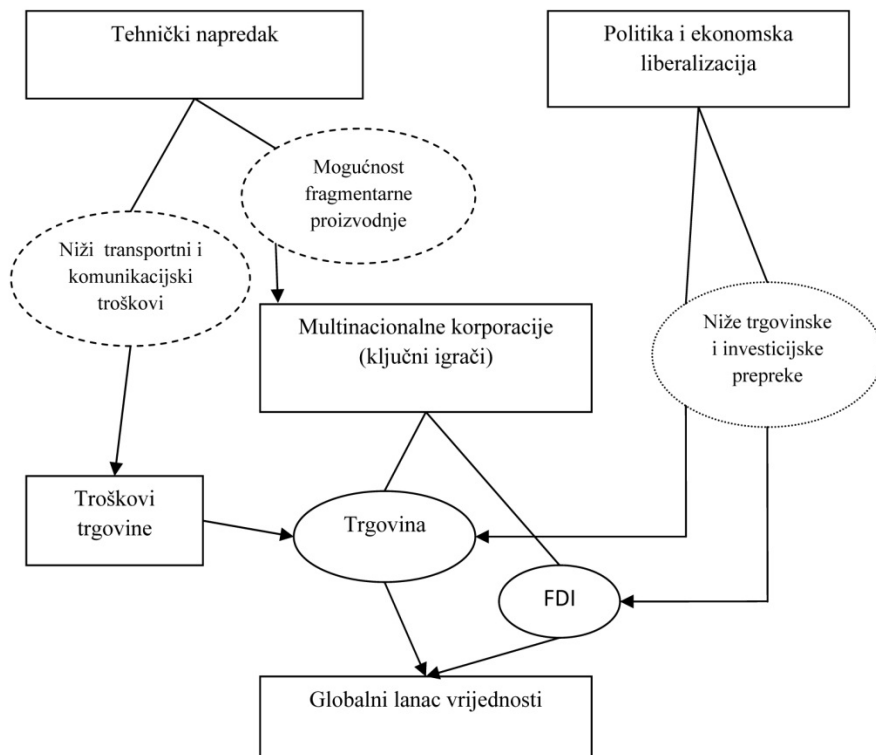 Tehnički napredak
Politika i ekonomska
liberalizacija
Mogućnost
fragmentarne
proizvodnje
Niži transportni i
komunikacijski
troškovi
Multinacionalne korporacije
(ključni igrači)
Niže trgovinske
i investicijske
prepreke
Troškovi
trgovine
Trgovina
FDI
Globalni lanac vrijednosti